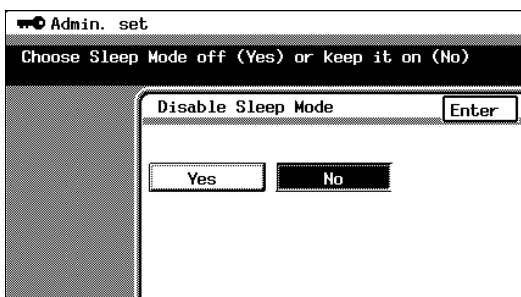 Admin. set
Choose Sleep Mode off (Yes) or keep it on (No)
Disable Sleep Mode
Enter
Yes
No